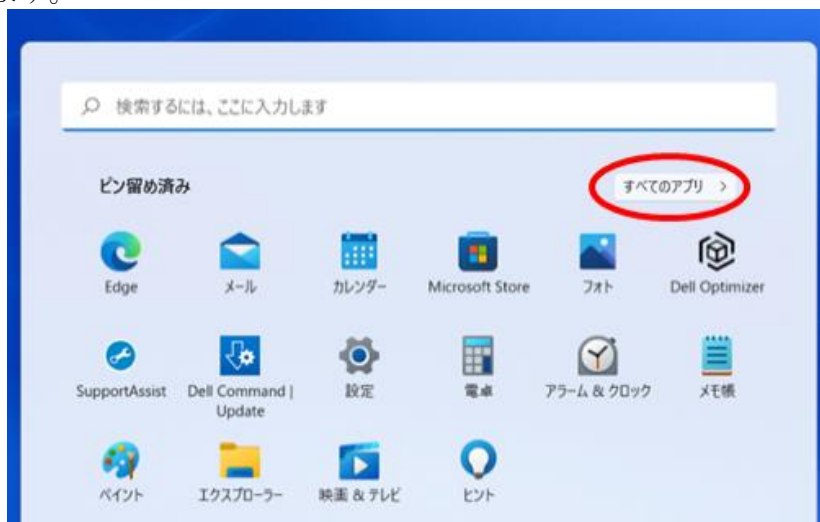 検索するには、ここに入力します
ピン留め済み
すべてのアプリ >
Edge
メール
カレンダー
Microsoft Store
フォト
Dell Optimizer
SupportAssist
Dell Command |
Update
設定
電卓
アラーム & クロック
メモ帳
ペイント
エクスプローラー
映画 & テレビ
ヒント